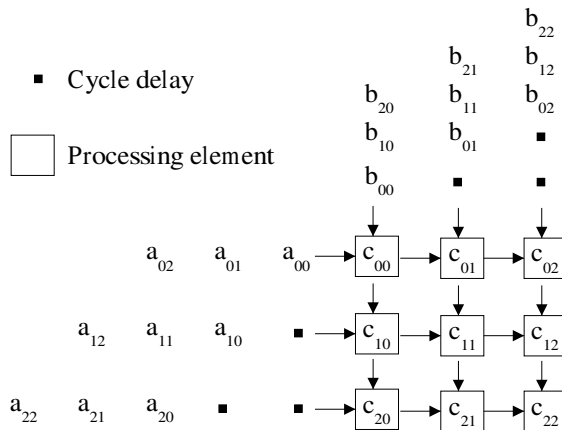 b₂₂
b₂₁ b₁₂
Cycle delay
b₂₀ b₁₁ b₀₂
b₁₀ b₀₁
Processing element
b₀₀
a₀₂ a₀₁ a₀₀ c₀₀ c₀₁ c₀₂
a₁₂ a₁₁ a₁₀ c₁₀ c₁₁ c₁₂
a₂₂ a₂₁ a₂₀ c₂₀ c₂₁ c₂₂